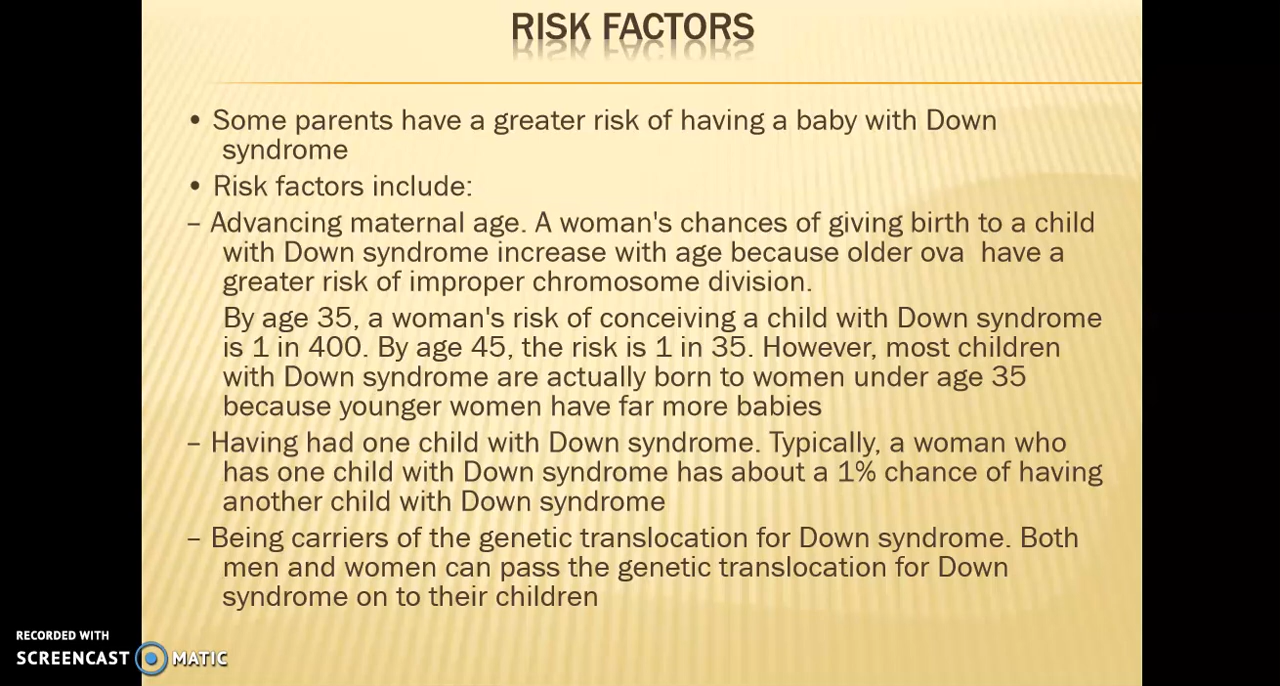 RISK FACTORS
• Some parents have a greater risk of having a baby with Down
syndrome
• Risk factors include:
– Advancing maternal age. A woman's chances of giving birth to a child
with Down syndrome increase with age because older ova  have a
greater risk of improper chromosome division.
By age 35, a woman's risk of conceiving a child with Down syndrome
is 1 in 400. By age 45, the risk is 1 in 35. However, most children
with Down syndrome are actually born to women under age 35
because younger women have far more babies
– Having had one child with Down syndrome. Typically, a woman who
has one child with Down syndrome has about a 1% chance of having
another child with Down syndrome
– Being carriers of the genetic translocation for Down syndrome. Both
men and women can pass the genetic translocation for Down
syndrome on to their children
RECORDED WITH
SCREENCAST MATIC